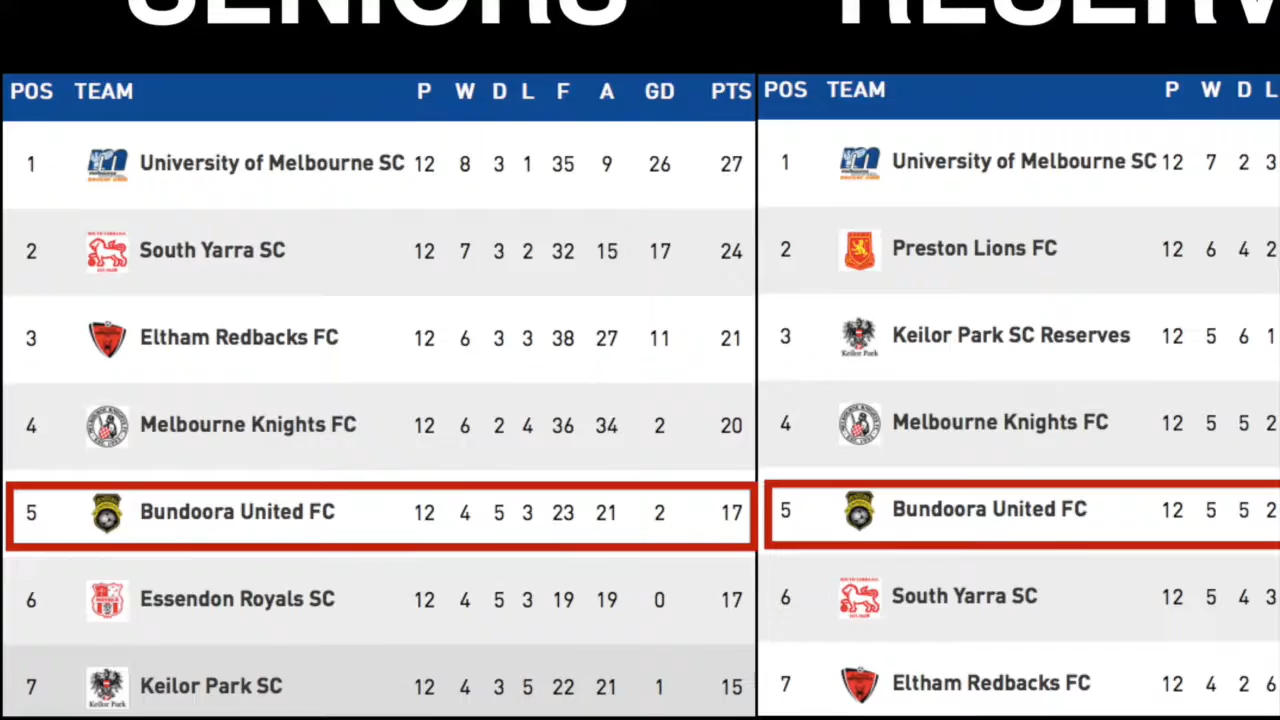 SENIORS
RESERV
POS TEAM P W D L F A GD PTS
1 University of Melbourne SC 12 8 3 1 35 9 26 27
2 South Yarra SC 12 7 3 2 32 15 17 24
3 Eltham Redbacks FC 12 6 3 3 38 27 11 21
4 Melbourne Knights FC 12 6 2 4 36 34 2 20
5 Bundoora United FC 12 4 5 3 23 21 2 17
6 Essendon Royals SC 12 4 5 3 19 19 0 17
7 Keilor Park SC 12 4 3 5 22 21 1 15
POS TEAM P W D L
1 University of Melbourne SC 12 7 2 3
2 Preston Lions FC 12 6 4 2
3 Keilor Park SC Reserves 12 5 6 1
4 Melbourne Knights FC 12 5 5 2
5 Bundoora United FC 12 5 5 2
6 South Yarra SC 12 5 4 3
7 Eltham Redbacks FC 12 4 2 6